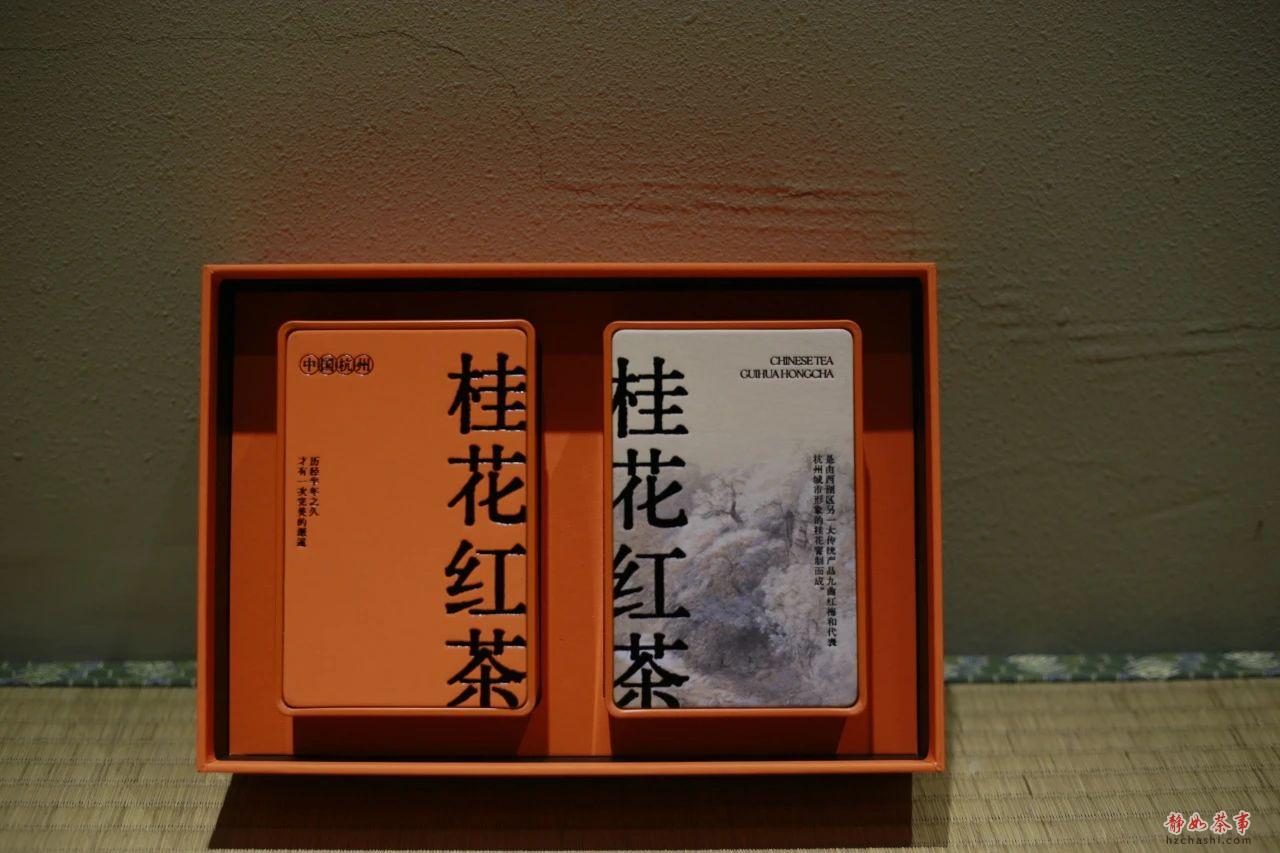 中国杭州
桂花红茶
历经半年之久
才有一次完美的邂逅
桂花红茶
CHINESE TEA
GUIHUA HONGCHA
是由西湖区另一大传统产品九曲红梅和代表
杭州城市形象的桂花窨制而成。
静如茶事
hzchashi.com